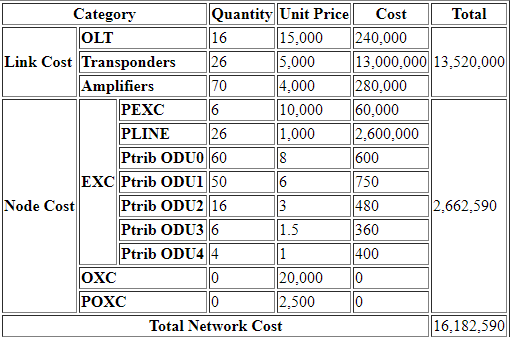 Category Quantity Unit Price Cost Total
OLT 16 15,000 240,000
Link Cost Transponders 26 5,000 13,000,000 13,520,000
Amplifiers 70 4,000 280,000
PEXC 6 10,000 60,000
PLINE 26 1,000 2,600,000
Ptrib ODU0 60 8 600
EXC Ptrib ODU1 50 6 750
Node Cost Ptrib ODU2 16 3 480 2,662,590
Ptrib ODU3 6 1.5 360
Ptrib ODU4 4 1 400
OXC 0 20,000 0
POXC 0 2,500 0
Total Network Cost 16,182,590